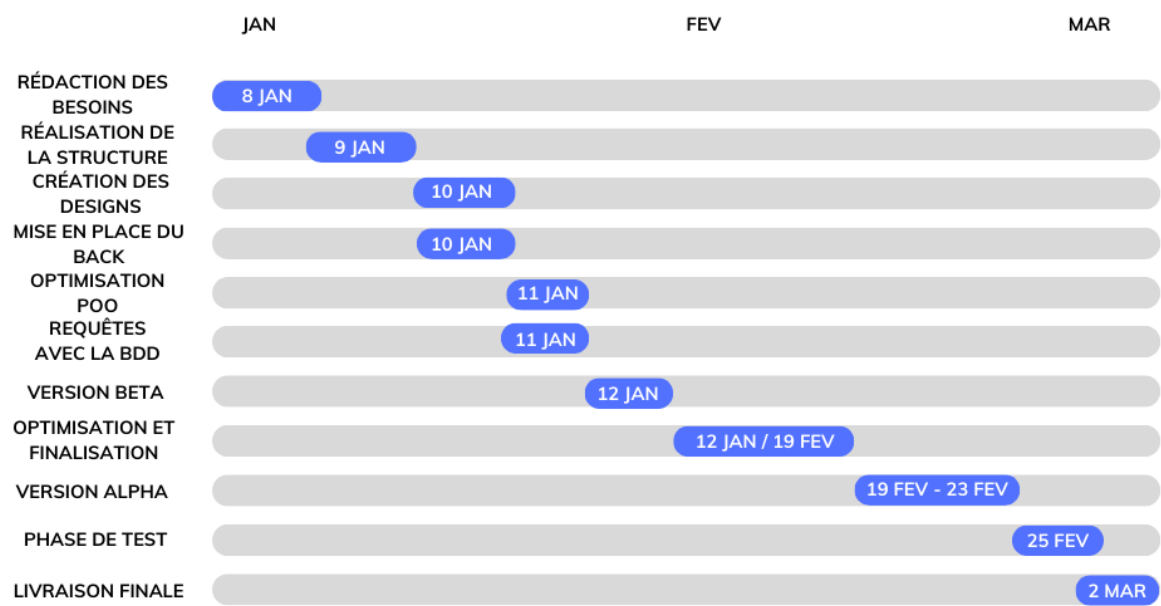 JAN FEV MAR
RÉDACTION DES
BESOINS
8 JAN
RÉALISATION DE
LA STRUCTURE
9 JAN
CRÉATION DES
DESIGNS
10 JAN
MISE EN PLACE DU
BACK
10 JAN
OPTIMISATION
POO
11 JAN
REQUÊTES
AVEC LA BDD
11 JAN
VERSION BETA
12 JAN
OPTIMISATION ET
FINALISATION
12 JAN / 19 FEV
VERSION ALPHA
19 FEV - 23 FEV
PHASE DE TEST
25 FEV
LIVRAISON FINALE
2 MAR